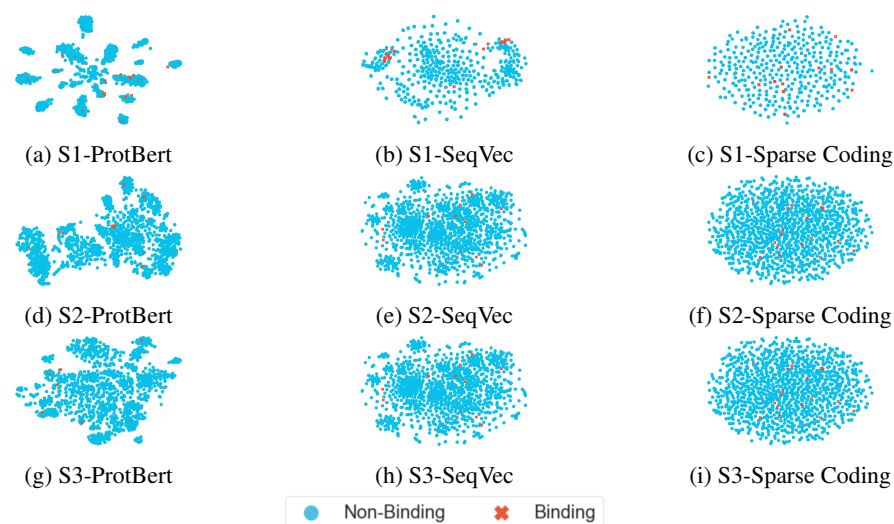 (a) S1-ProtBert
(b) S1-SeqVec
(c) S1-Sparse Coding
(d) S2-ProtBert
(e) S2-SeqVec
(f) S2-Sparse Coding
(g) S3-ProtBert
(h) S3-SeqVec
(i) S3-Sparse Coding
Non-Binding
Binding